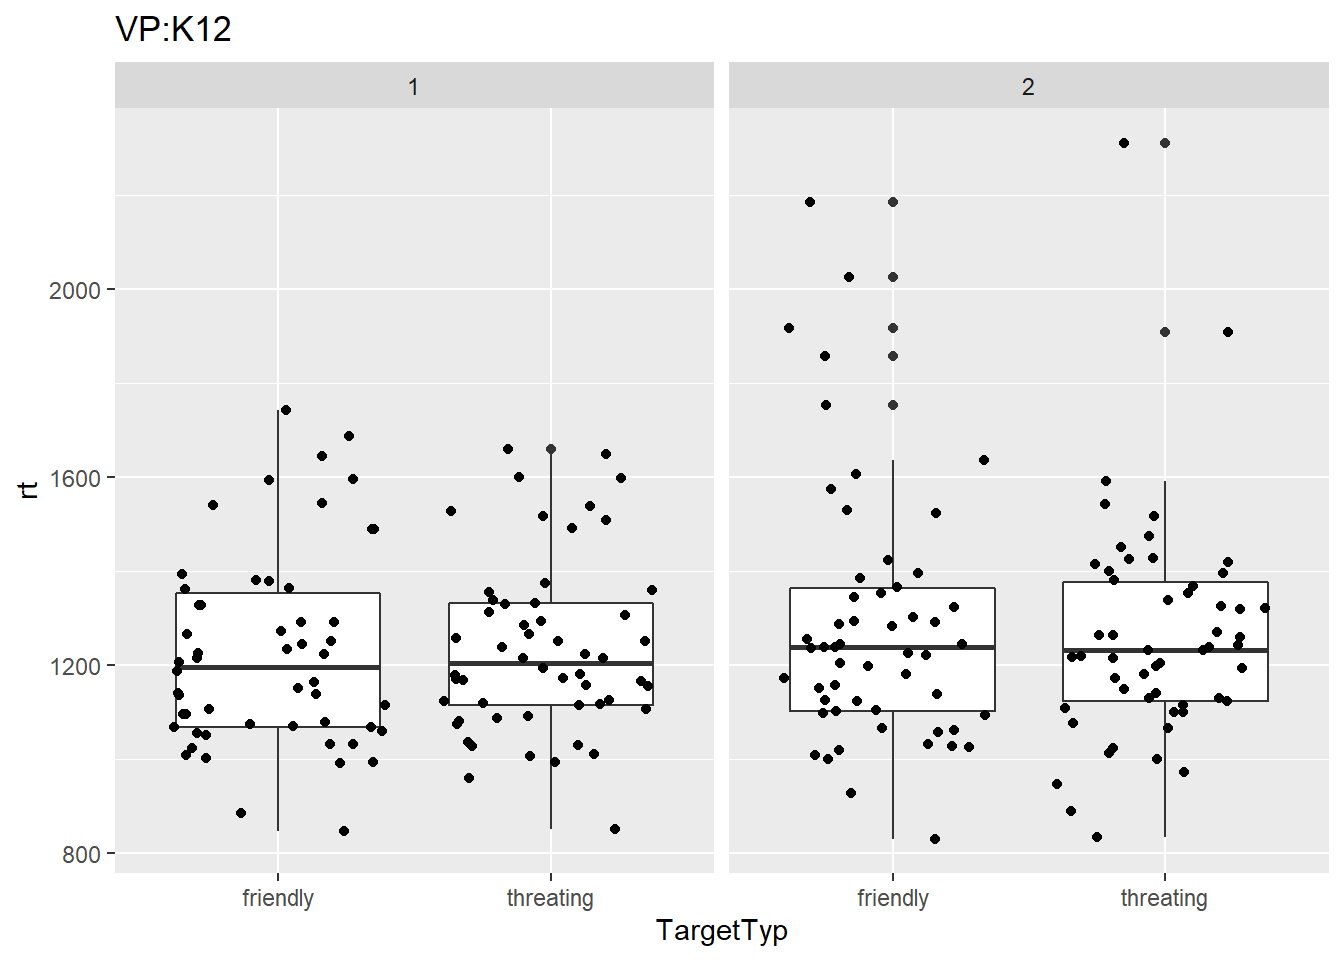 VP:K12
1
2
rt
2000
1600
1200
800
friendly
threating
friendly
threating
TargetTyp